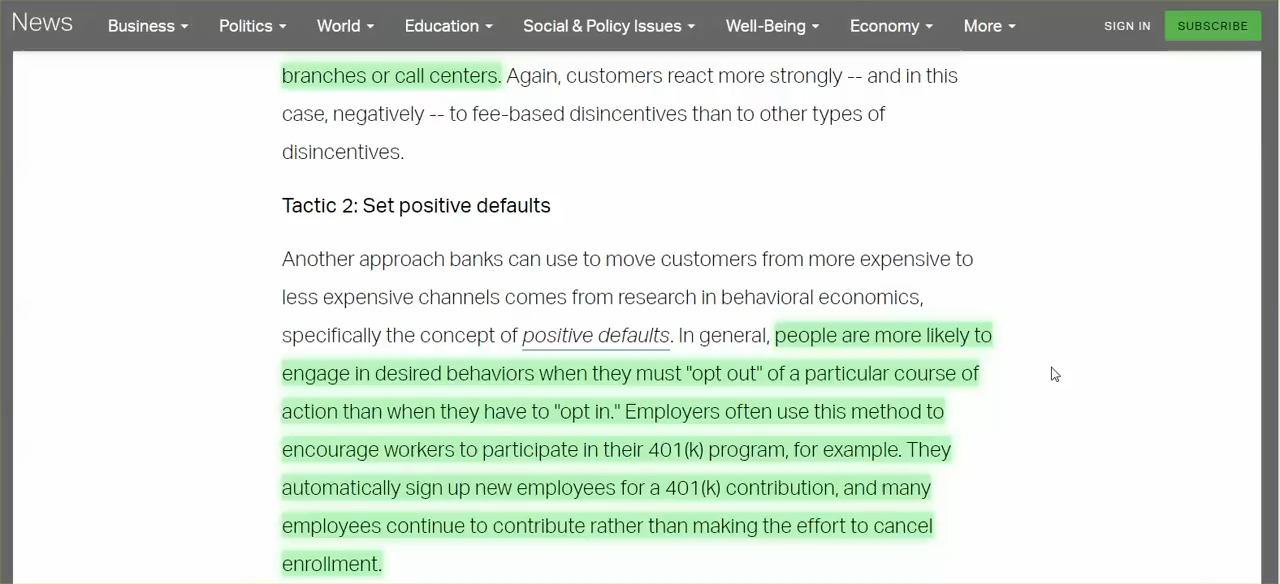 News Business Politics World Education Social & Policy Issues Well-Being Economy More SIGN IN SUBSCRIBE
branches or call centers. Again, customers react more strongly -- and in this
case, negatively -- to fee-based disincentives than to other types of
disincentives.
Tactic 2: Set positive defaults
Another approach banks can use to move customers from more expensive to
less expensive channels comes from research in behavioral economics,
specifically the concept of positive defaults. In general, people are more likely to
engage in desired behaviors when they must "opt out" of a particular course of
action than when they have to "opt in." Employers often use this method to
encourage workers to participate in their 401(k) program, for example. They
automatically sign up new employees for a 401(k) contribution, and many
employees continue to contribute rather than making the effort to cancel
enrollment.